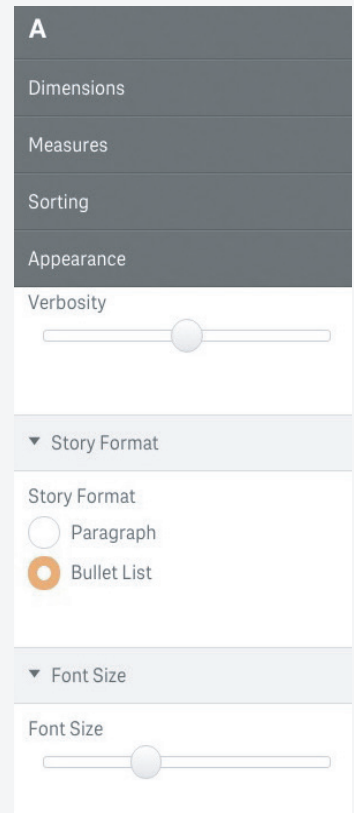 A
Dimensions
Measures
Sorting
Appearance
Verbosity
Story Format
Story Format
Paragraph
Bullet List
Font Size
Font Size